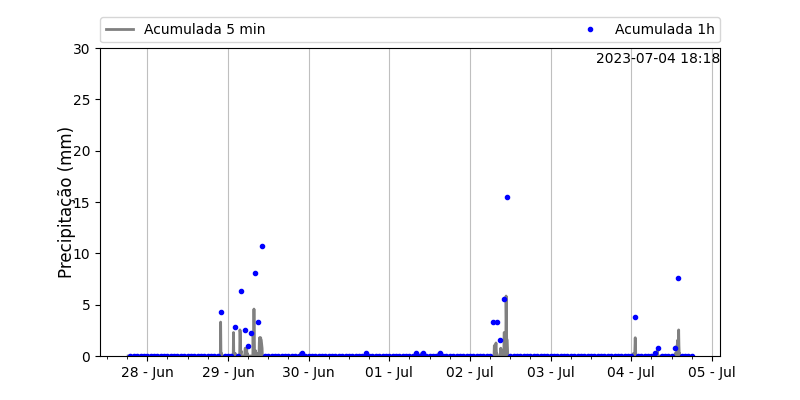 Acumulada 5 min
Acumulada 1h
2023-07-04 18:18
Precipitação (mm)
30
25
20
15
10
5
0
28 - Jun
29 - Jun
30 - Jun
01 - Jul
02 - Jul
03 - Jul
04 - Jul
05 - Jul